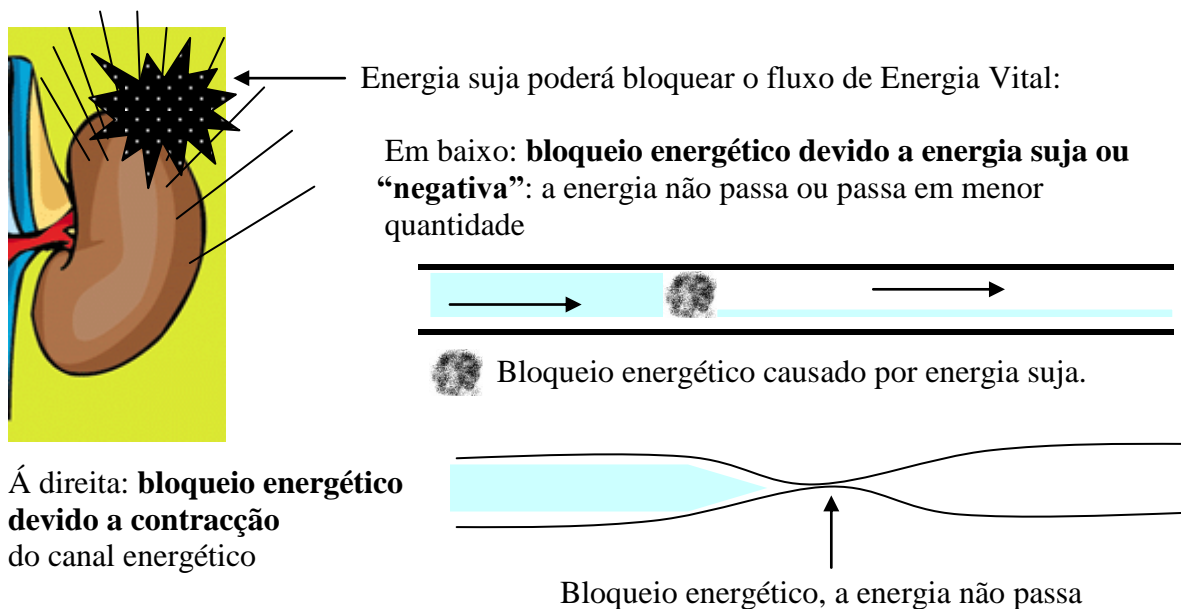 Energia suja poderá bloquear o fluxo de Energia Vital:
Em baixo: bloqueio energético devido a energia suja ou
“negativa”: a energia não passa ou passa em menor
quantidade
Bloqueio energético causado por energia suja.
Á direita: bloqueio energético
devido a contracção
do canal energético
Bloqueio energético, a energia não passa